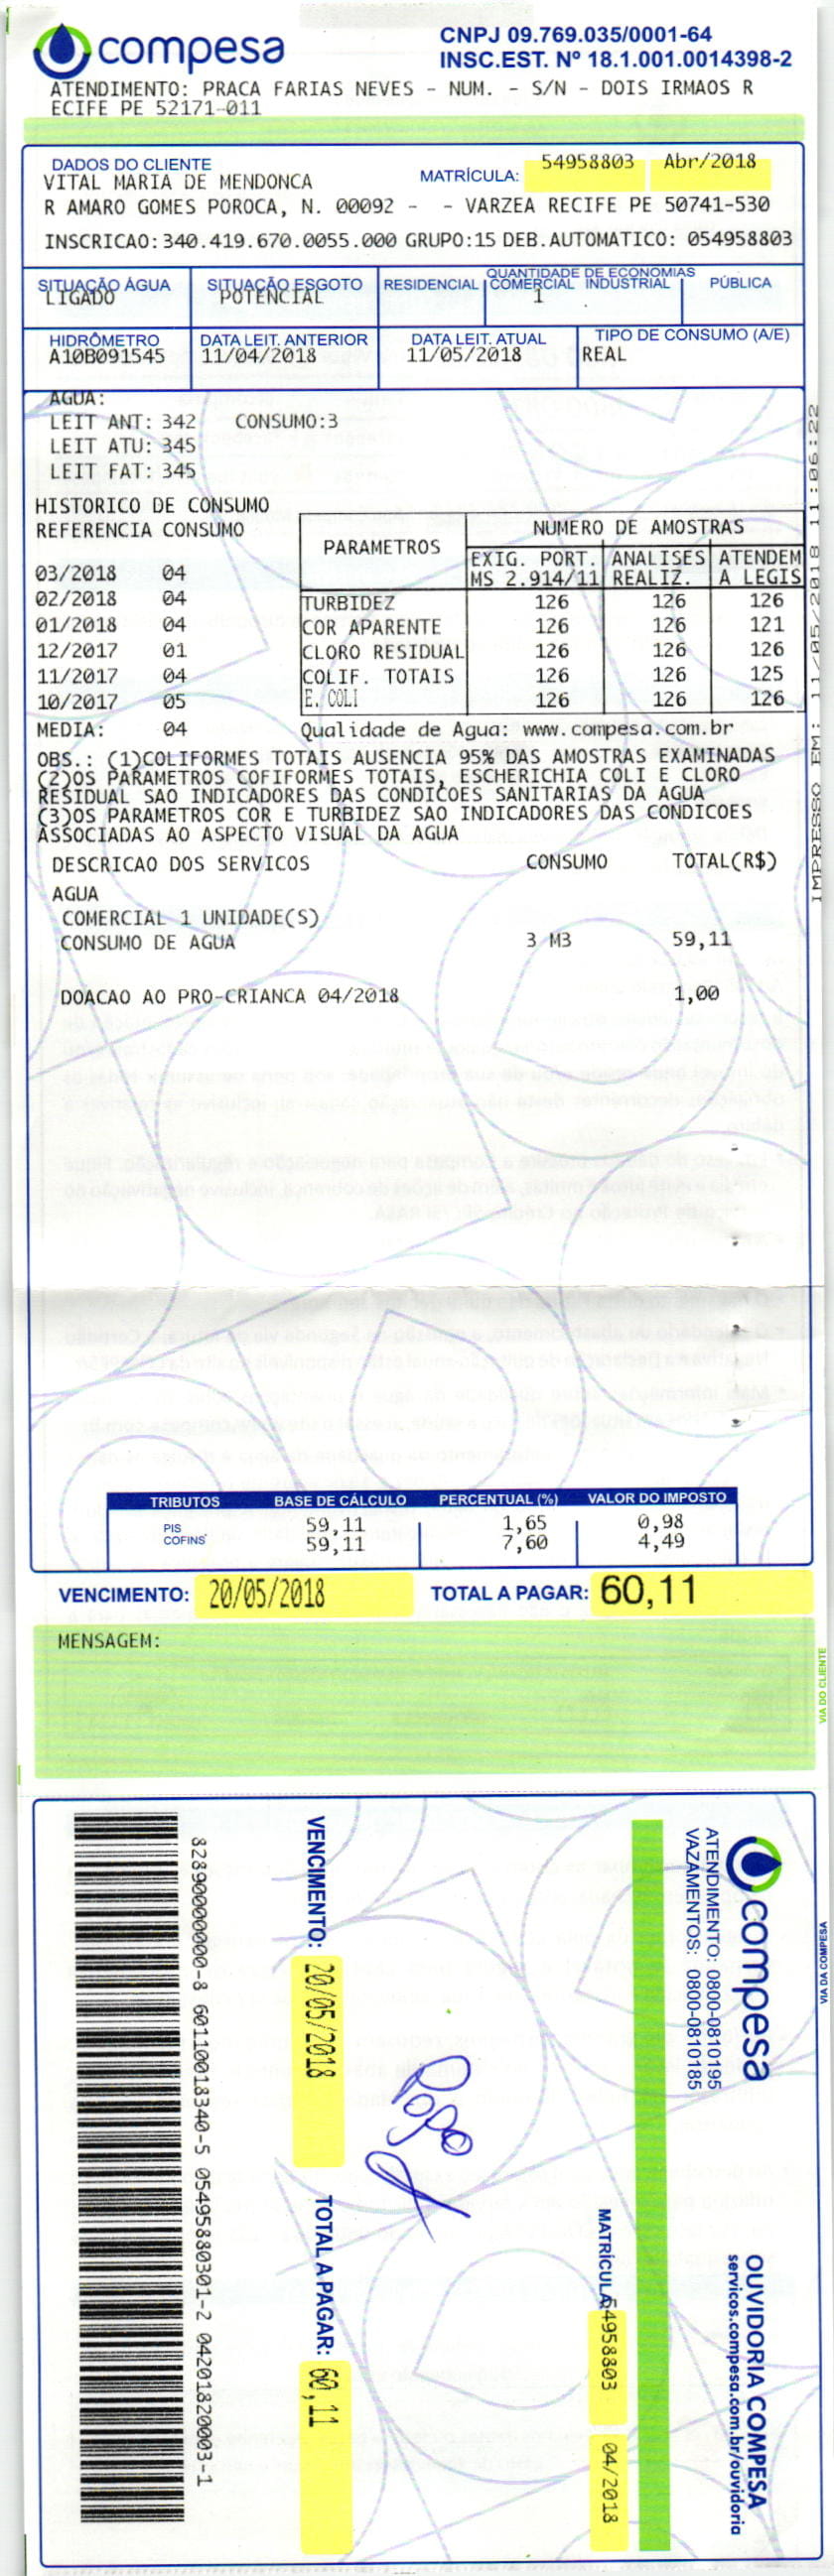 compesa
CNPJ 09.769.035/0001-64
INSC.EST. Nº 18.1.001.0014398-2
ATENDIMENTO: PRACA FARIAS NEVES - NUM. - S/N - DOIS IRMAOS R
ECIFE PE 52171-011
DADOS DO CLIENTE
VITAL MARIA DE MENDONCA
MATRÍCULA: 54958803 Abr/2018
R AMARO GOMES POROCA, N. 00092 - - VARZEA RECIFE PE 50741-530
INSCRICAO:340.419.670.0055.000 GRUPO:15 DEB.AUTOMATICO: 054958803
SITUAÇÃO ÁGUA SITUAÇÃO ESGOTO QUANTIDADE DE ECONOMIAS
RESIDENCIAL COMERCIAL INDUSTRIAL PÚBLICA
LIGADO POTENCIAL 1
HIDRÔMETRO DATA LEIT. ANTERIOR DATA LEIT. ATUAL TIPO DE CONSUMO (A/E)
A10B091545 11/04/2018 11/05/2018 REAL
AGUA:
LEIT ANT: 342 CONSUMO:3
LEIT ATU: 345
LEIT FAT: 345
HISTORICO DE CONSUMO
REFERENCIA CONSUMO
03/2018 04
02/2018 04
01/2018 04
12/2017 01
11/2017 04
10/2017 05
MEDIA: 04
PARAMETROS NUMERO DE AMOSTRAS
EXIG. PORT. ANALISES ATENDEM
MS 2.914/11 REALIZ. A LEGIS
TURBIDEZ 126 126 126
COR APARENTE 126 126 121
CLORO RESIDUAL 126 126 126
COLIF. TOTAIS 126 126 125
E. COLI 126 126 126
Qualidade de Agua: www.compesa.com.br
OBS.: (1)COLIFORMES TOTAIS AUSENCIA 95% DAS AMOSTRAS EXAMINADAS
(2)OS PARAMETROS COFIFORMES TOTAIS, ESCHERICHIA COLI E CLORO
RESIDUAL SAO INDICADORES DAS CONDICOES SANITARIAS DA AGUA
(3)OS PARAMETROS COR E TURBIDEZ SAO INDICADORES DAS CONDICOES
ASSOCIADAS AO ASPECTO VISUAL DA AGUA
IMPRESSO EM: 11/05/2018 11:06:22
DESCRICAO DOS SERVICOS CONSUMO TOTAL(R$)
AGUA
COMERCIAL 1 UNIDADE(S)
CONSUMO DE AGUA 3 M3 59,11
DOACAO AO PRO-CRIANCA 04/2018 1,00
TRIBUTOS BASE DE CÁLCULO PERCENTUAL (%) VALOR DO IMPOSTO
PIS 59,11 1,65 0,98
COFINS 59,11 7,60 4,49
VENCIMENTO: 20/05/2018 TOTAL A PAGAR: 60,11
MENSAGEM:
VIA DO CLIENTE
VIA DA COMPESA
compesa
OUVIDORIA COMPESA
servicos.compesa.com.br/ouvidoria
ATENDIMENTO: 0800-0810195
VAZAMENTOS: 0800-0810185
MATRÍCULA 54958803 04/2018
Pago
VENCIMENTO: 20/05/2018 TOTAL A PAGAR: 60,11
82890000000-8 60110018340-5 05495880301-2 04201820003-1